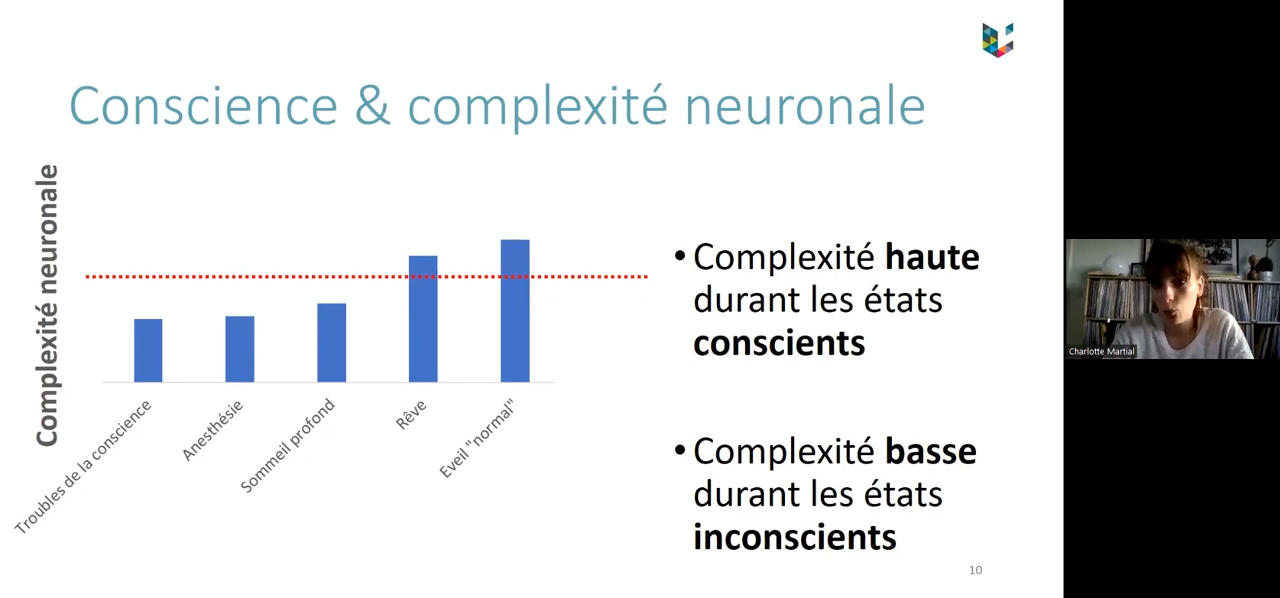 Conscience & complexité neuronale
Complexité neuronale
Troubles de la conscience
Anesthésie
Sommeil profond
Rêve
Eveil "normal"
• Complexité haute
durant les états
conscients
• Complexité basse
durant les états
inconscients
10
Charlotte Martial